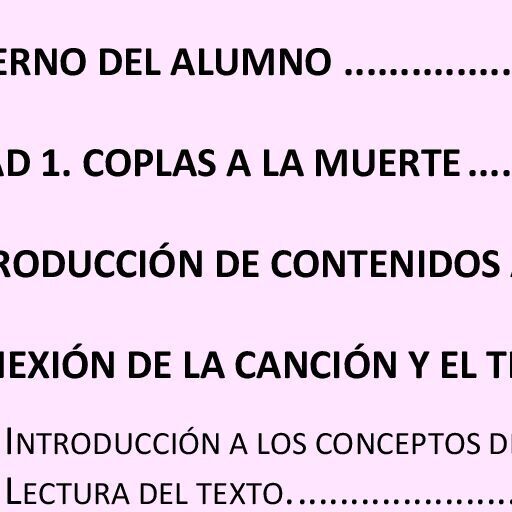 ERNO DEL ALUMNO ................
AD 1. COPLAS A LA MUERTE ....
RODUCCIÓN DE CONTENIDOS
NEXIÓN DE LA CANCIÓN Y EL T
INTRODUCCIÓN A LOS CONCEPTOS D
LECTURA DEL TEXTO......................